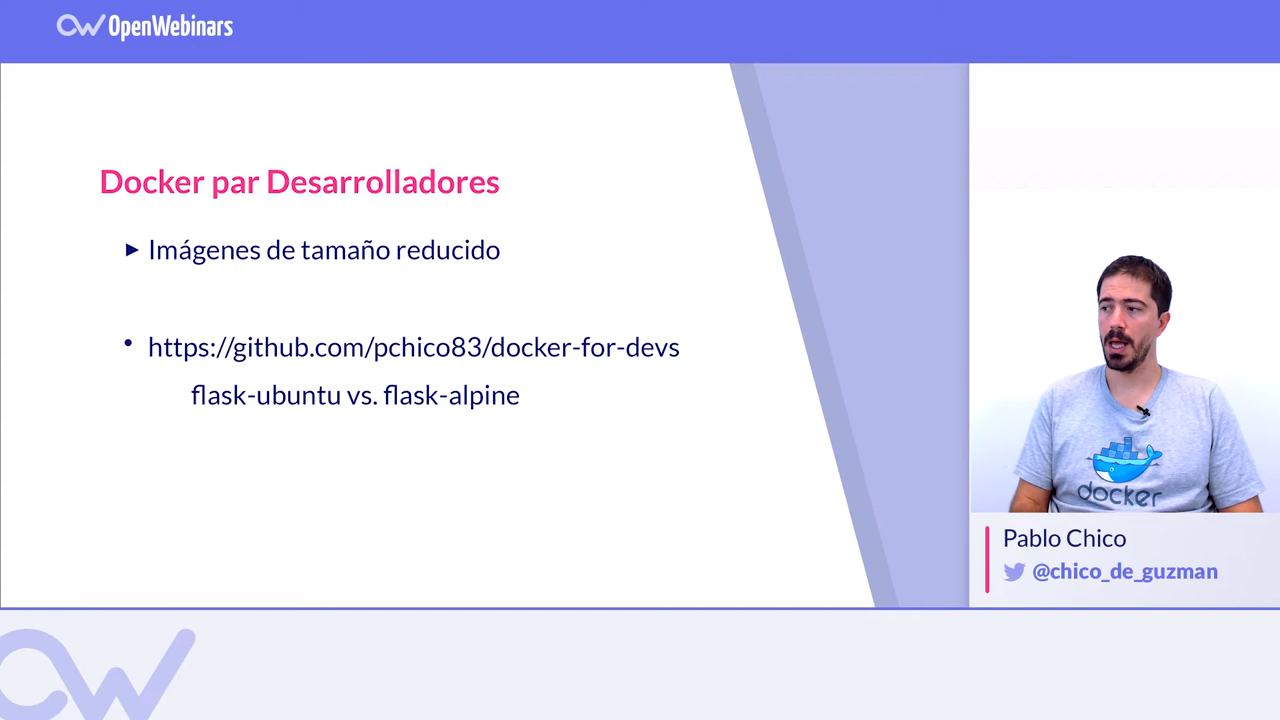 OpenWebinars
Docker par Desarrolladores
► Imágenes de tamaño reducido
• https://github.com/pchico83/docker-for-devs
flask-ubuntu vs. flask-alpine
docker
Pablo Chico
@chico_de_guzman